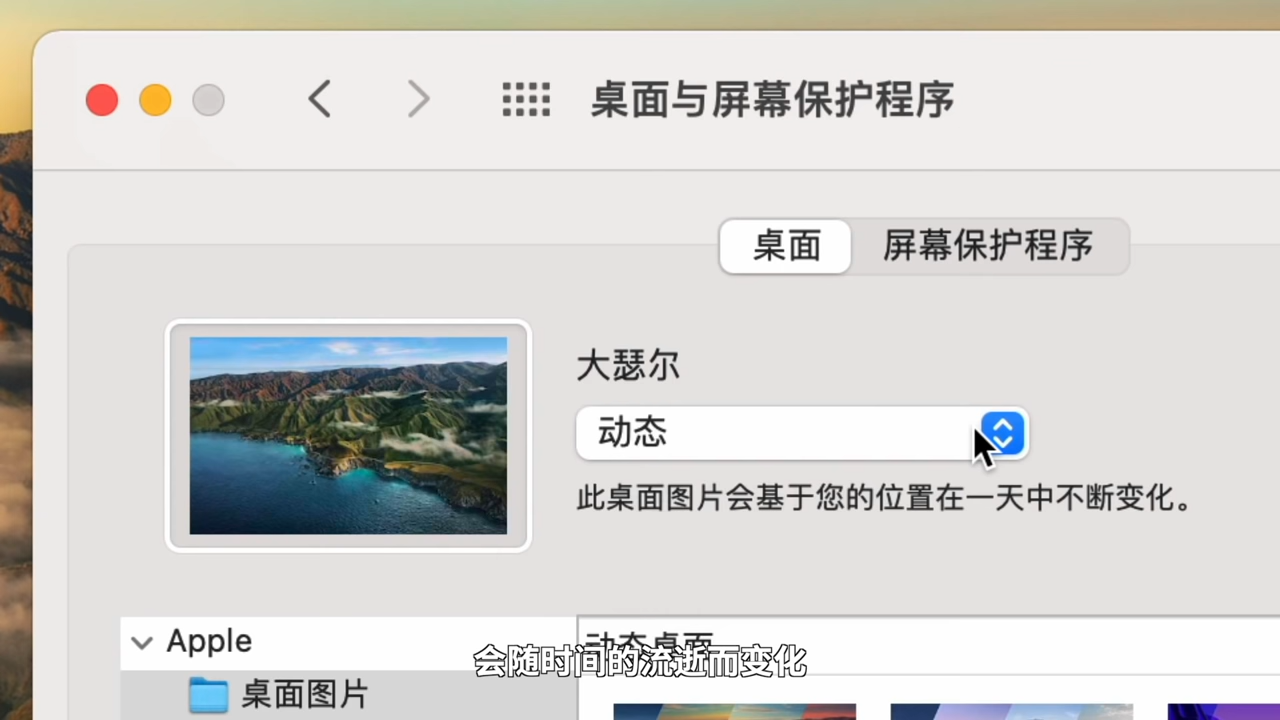 桌面与屏幕保护程序
桌面 屏幕保护程序
大瑟尔
动态
此桌面图片会基于您的位置在一天中不断变化。
Apple
动态桌面
会随时间的流逝而变化
桌面图片